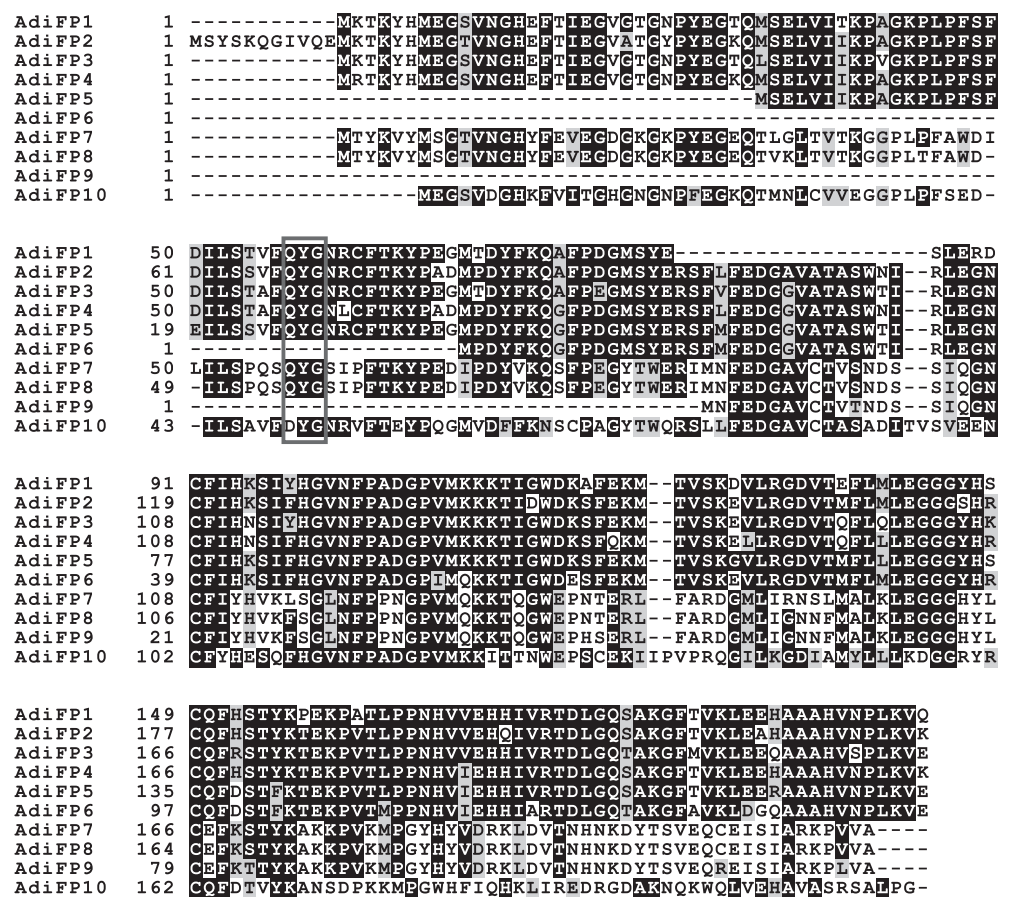 AdiFP1 1 -----------MKTKYHMEGSVNGHEFTIEGVGTGNPYEGTQMSELVITKPAGKPLPFSF
AdiFP2 1 MSYSKQGIVQEMKTKYHMEGTVNGHEFTIEGVATGYPYEGKQMSELVIIKPAGKPLPFSF
AdiFP3 1 -----------MKTKYHMEGSVNGHEFTIEGVGTGNPYEGTQLSELVIIKPVGKPLPFSF
AdiFP4 1 -----------MRTKYHMEGSVNGHEFTIEGVGTGNPYEGKQMSELVIIKPAGKPLPFSF
AdiFP5 1 ------------------------------------------MSELVIIKPAGKPLPFSF
AdiFP6 1 ------------------------------------------------------------
AdiFP7 1 -----------MTYKVYMSGTVNGHYFEVEGDGKGKPYEGEQTLGLTVTKGGPLPFAWDI
AdiFP8 1 -----------MTYKVYMSGTVNGHYFEVEGDGKGKPYEGEQTVKLTVTKGGPLTFAWD-
AdiFP9 1 ------------------------------------------------------------
AdiFP10 1 -----------------MEGSVDGHKFVITGHGNGNPFEGKQTMNLCVVEGGPLPFSED-
AdiFP1 50 DILSTVFQYGNRCFTKYPEGMTDYFKQAFPDGMSYE-------------------SLERD
AdiFP2 61 DILSSVFQYGNRCFTKYPADMPDYFKQAFPDGMSYERSFLFEDGAVATASWNI--RLEGN
AdiFP3 50 DILSTAFQYGNRCFTKYPEGMTDYFKQAFPEGMSYERSFVFEDGGVATASWTI--RLEGN
AdiFP4 50 DILSTAFQYGNLCFTKYPADMPDYFKQGFPDGMSYERSFLFEDGGVATASWTI--RLEGN
AdiFP5 19 EILSSVFQYGNRCFTKYPEGMPDYFKQGFPDGMSYERSFMFEDGGVATASWNI--RLEGN
AdiFP6 1 --------------------MPDYFKQGFPDGMSYERSFMFEDGGVATASWTI--RLEGN
AdiFP7 50 LILSPQSQYGSIPFTKYPEDIPDYVKQSFPEGYTWERIMNFEDGAVCTVSNDS--SIQGN
AdiFP8 49 -ILSPQSQYGSIPFTKYPEDIPDYVKQSFPEGYTWERIMNFEDGAVCTVSNDS--SIQGN
AdiFP9 1 --------------------------------------MNFEDGAVCTVTNDS--SIQGN
AdiFP10 43 -ILSAVFDYGNRVFTEYPQGMVDFFKNSCPAGYTWQRSLLFEDGAVCTASADITVSVEEN
AdiFP1 91 CFIHKSIYHGVNFPADGPVMKKKTIGWDKAFEKM--TVSKDVLRGDVTEFLMLEGGGYHS
AdiFP2 119 CFIHKSIFHGVNFPADGPVMKKKTIDWDKSFEKM--TVSKEVLRGDVTMFLMLEGGGSHR
AdiFP3 108 CFIHNSIYHGVNFPADGPVMKKKTIGWDKSFEKM--TVSKEVLRGDVTQFLQLEGGGYHK
AdiFP4 108 CFIHNSIFHGVNFPADGPVMKKKTIGWDKSFQKM--TVSKELLRGDVTQFLLLEGGGYHR
AdiFP5 77 CFIHKSIFHGVNFPADGPVMKKKTIGWDKSFEKM--TVSKGVLRGDVTMFLLLEGGGYHS
AdiFP6 39 CFIHKSIFHGVNFPADGPIMQKKTIGWDESFEKM--TVSKEVLRGDVTMFLMLEGGGYHR
AdiFP7 108 CFIYHVKLSGLNFPPNGPVMQKKTQGWEPNTERL--FARDGMLIRNSLMALKLEGGGHYL
AdiFP8 106 CFIYHVKFSGLNFPPNGPVMQKKTQGWEPNTERL--FARDGMLIGNNFMALKLEGGGHYL
AdiFP9 21 CFIYHVKFSGLNFPPNGPVMQKKTQGWEPHSERL--FARDGMLIGNNFMALKLEGGGHYL
AdiFP10 102 CFYHESQFHGVNFPADGPVMKKITTNWEPSCEKIIPVPRQGILKGDIAMYLLLKDGGRYR
AdiFP1 149 CQFHSTYKPEKPATLPPNHVVEHHIVRTDLGQSAKGFTVKLEEHAAAHVNPLKVQ
AdiFP2 177 CQFHSTYKTEKPVTLPPNHVVEHQIVRTDLGQSAKGFTVKLEAHAAAHVNPLKVK
AdiFP3 166 CQFRSTYKTEKPVTLPPNHVVEHHIVRTDLGQTAKGFMVKLEEQAAAHVSPLKVE
AdiFP4 166 CQFHSTYKTEKPVTLPPNHVIEHHIVRTDLGQSAKGFTVKLEEHAAAHVNPLKVK
AdiFP5 135 CQFDSTFKTEKPVTLPPNHVIEHHIVRTDLGQSAKGFTVKLEERAAAHVNPLKVE
AdiFP6 97 CQFDSTFKTEKPVTMPPNHVIEHHIARTDLGQTAKGFAVKLDGQAAAHVNPLKVE
AdiFP7 166 CEFKSTYKAKKPVKMPGYHYVDRKLDVTNHNKDYTSVEQCEISIARKPVVA----
AdiFP8 164 CEFKSTYKAKKPVKMPGYHYVDRKLDVTNHNKDYTSVEQCEISIARKPVVA----
AdiFP9 79 CEFKTTYKAKKPVKMPGYHYVDRKLDVTNHNKDYTSVEQREISIARKPLVA----
AdiFP10 162 CQFDTVYKANSDPKKMPGWHFIQHKLIREDRGDAKNQKWQLVEHAVASRSALPG-